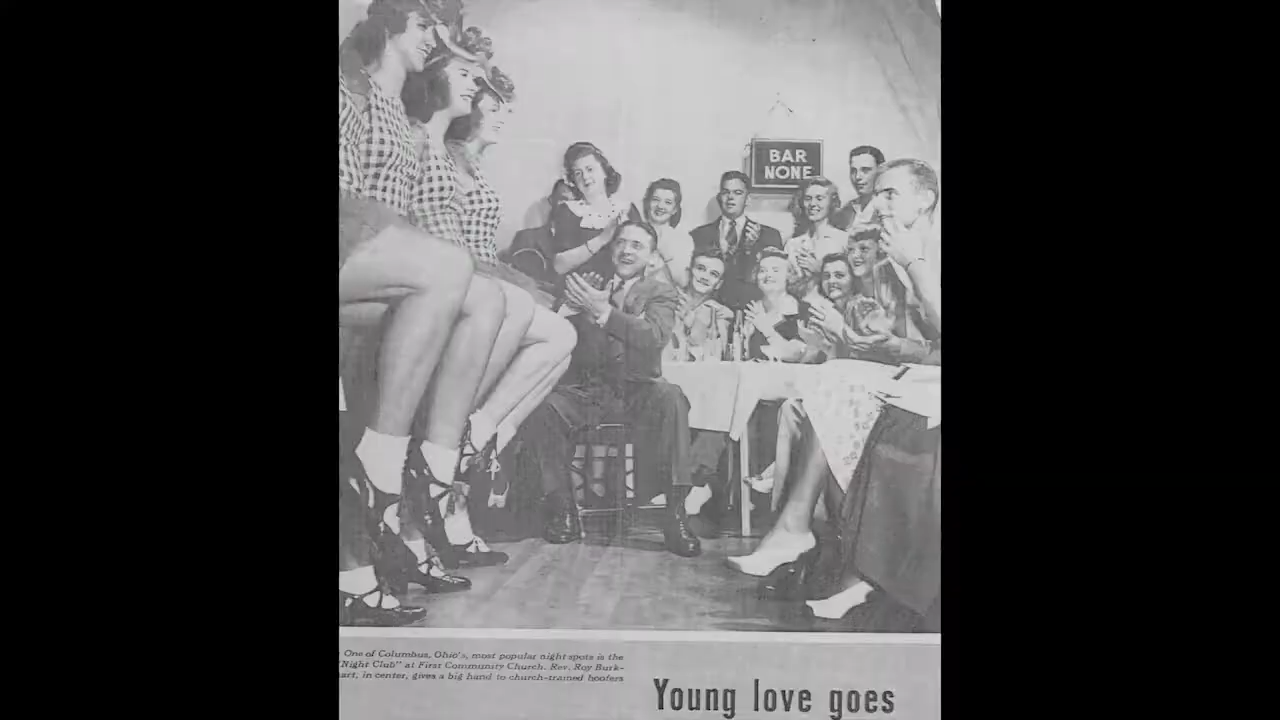 BAR
NONE
One of Columbus, Ohio's, most popular night spots is the
"Night Club" at First Community Church. Rev. Roy Burk-
hart, in center, gives a big hand to church-trained hoofers
Young love goes